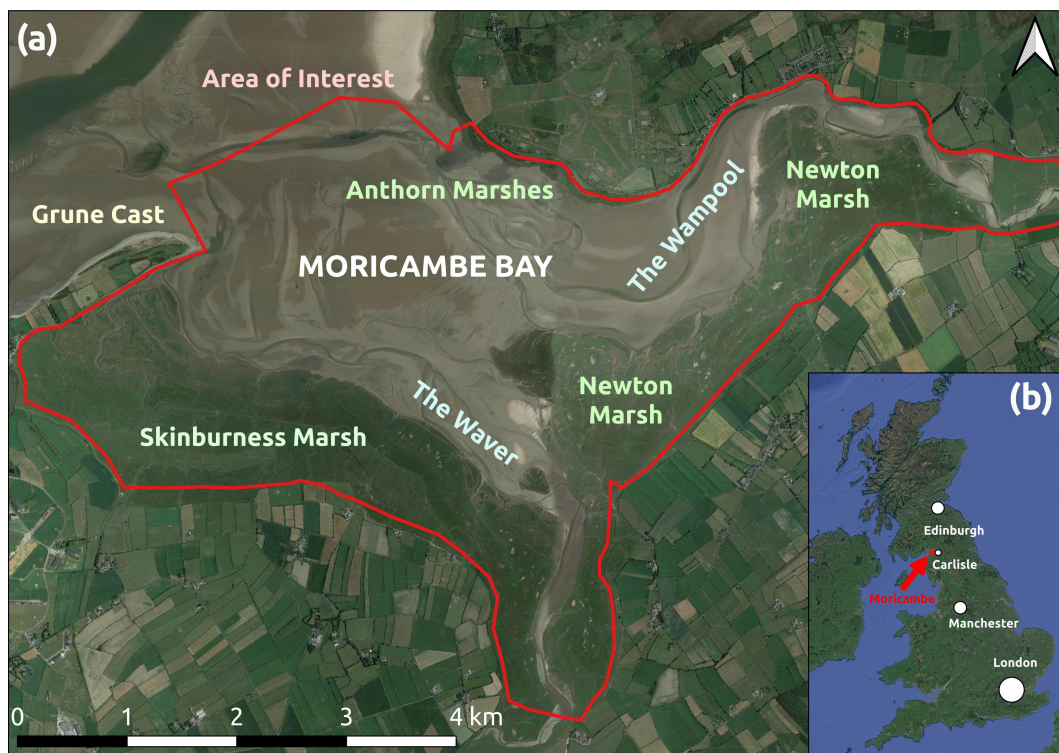 (a)
Area of Interest
Anthorn Marshes
Newton
Marsh
Grune Cast
The Wampool
MORICAMBE BAY
Newton
Marsh
The Waver
Skinburness Marsh
0 1 2 3 4 km
(b)
Edinburgh
Carlisle
Moricambe
Manchester
London